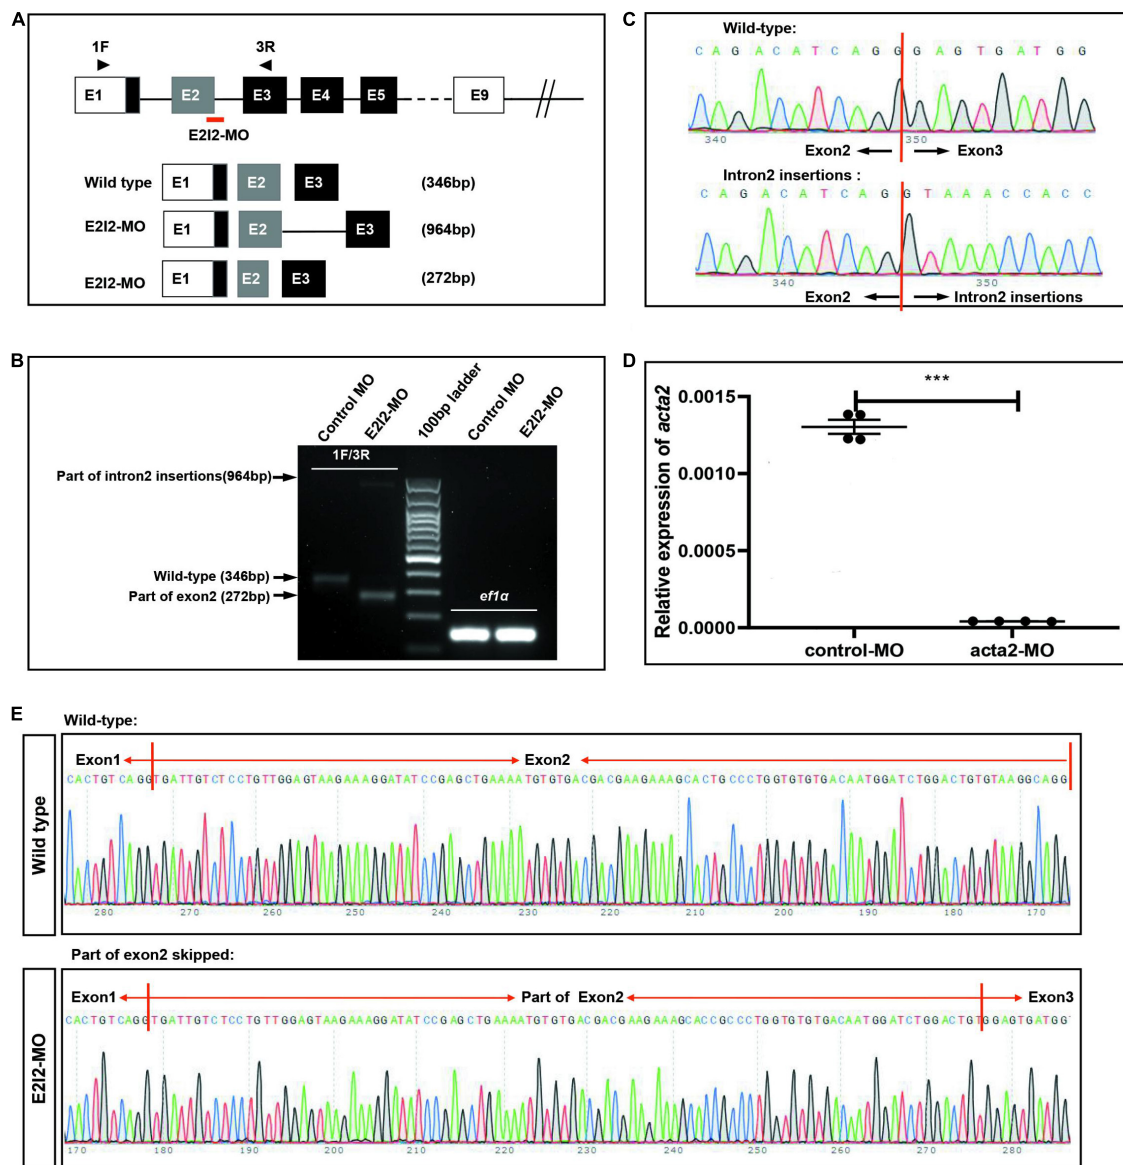 A
1F 3R
E1 E2 E3 E4 E5 E9
E2I2-MO
Wild type E1 E2 E3 (346bp)
E2I2-MO E1 E2 E3 (964bp)
E2I2-MO E1 E2 E3 (272bp)
C
Wild-type:
C A G A C A T C A G G G A G T G A T G G
340 350
Exon2 Exon3
Intron2 insertions :
C A G A C A T C A G G T A A A C C A C C
340 350
Exon2 Intron2 insertions
B
Control MO E2I2-MO 100bp ladder Control MO E2I2-MO
1F/3R
Part of intron2 insertions(964bp)
Wild-type (346bp)
Part of exon2 (272bp)
ef1α
D
Relative expression of acta2
***
0.0015
0.0010
0.0005
0.0000
control-MO acta2-MO
E
Wild-type:
Wild type
Exon1 Exon2
CACTGTCAGGTGATTGTCTCCTGTTGGAGTAAGAAAGGATATCCGAGCTGAAAATGTGTGACGACGAAGAAAGCACTGCCCTGGTGTGTGACAATGGATCTGGACTGTGTAAGGCAGG
280 270 260 250 240 230 220 210 200 190 180 170
Part of exon2 skipped:
E2I2-MO
Exon1 Part of Exon2 Exon3
CACTGTCAGGTGATTGTCTCCTGTTGGAGTAAGAAAGGATATCCGAGCTGAAAATGTGTGACGACGAAGAAAGCACCGCCCTGGTGTGTGACAATGGATCTGGACTGTGGAGTGATGG
170 180 190 200 210 220 230 240 250 260 270 280